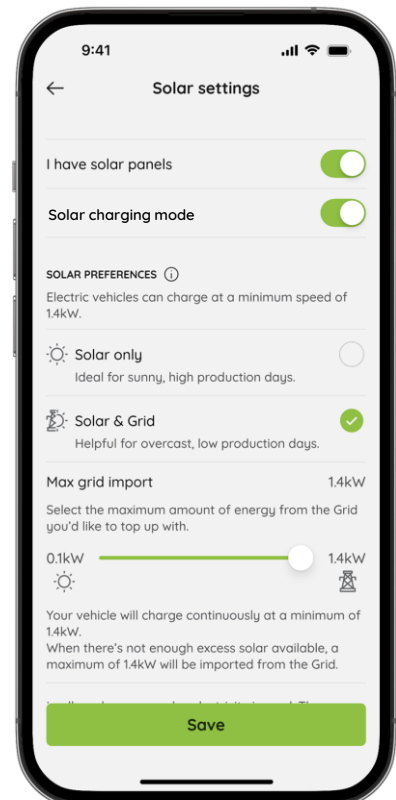 9:41
Solar settings
I have solar panels
Solar charging mode
SOLAR PREFERENCES
Electric vehicles can charge at a minimum speed of
1.4kW.
Solar only
Ideal for sunny, high production days.
Solar & Grid
Helpful for overcast, low production days.
Max grid import 1.4kW
Select the maximum amount of energy from the Grid
you'd like to top up with.
0.1kW 1.4kW
Your vehicle will charge continuously at a minimum of
1.4kW.
When there's not enough excess solar available, a
maximum of 1.4kW will be imported from the Grid.
Save